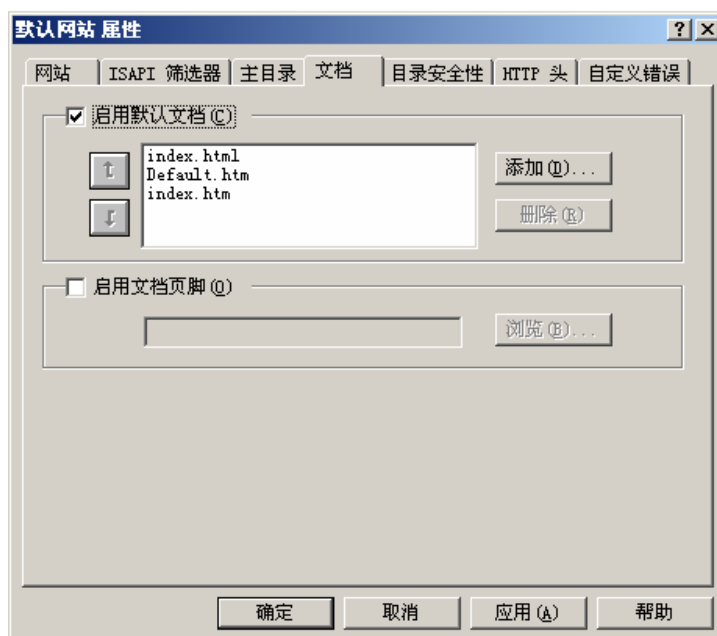 默认网站 属性
? X
网站 ISAPI 筛选器 主目录 文档 目录安全性 HTTP 头 自定义错误
启用默认文档(C)
index.html
Default.htm
index.htm
添加(D)...
删除(R)
启用文档页脚(O)
浏览(B)...
确定 取消 应用(A) 帮助